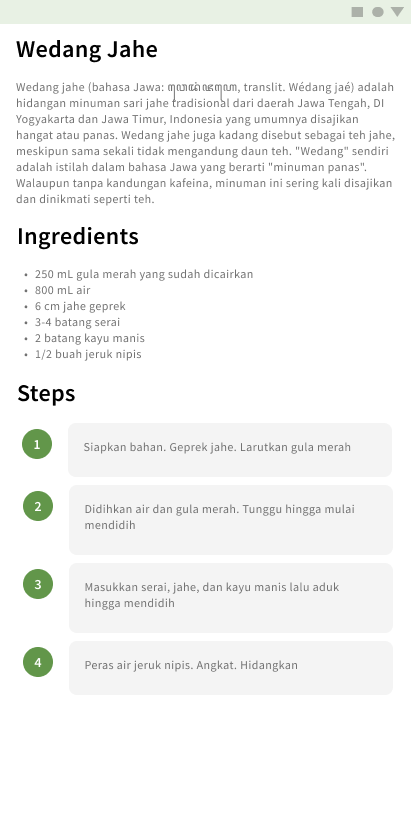 Wedang Jahe
Wedang jahe (bahasa Jawa: translit. Wédang jaé) adalah
hidangan minuman sari jahe tradisional dari daerah Jawa Tengah, DI
Yogyakarta dan Jawa Timur, Indonesia yang umumnya disajikan
hangat atau panas. Wedang jahe juga kadang disebut sebagai teh jahe,
meskipun sama sekali tidak mengandung daun teh. "Wedang" sendiri
adalah istilah dalam bahasa Jawa yang berarti "minuman panas".
Walaupun tanpa kandungan kafeina, minuman ini sering kali disajikan
dan dinikmati seperti teh.
Ingredients
• 250 mL gula merah yang sudah dicairkan
• 800 mL air
• 6 cm jahe geprek
• 3-4 batang serai
• 2 batang kayu manis
• 1/2 buah jeruk nipis
Steps
1 Siapkan bahan. Geprek jahe. Larutkan gula merah
2 Didihkan air dan gula merah. Tunggu hingga mulai
mendidih
3 Masukkan serai, jahe, dan kayu manis lalu aduk
hingga mendidih
4 Peras air jeruk nipis. Angkat. Hidangkan